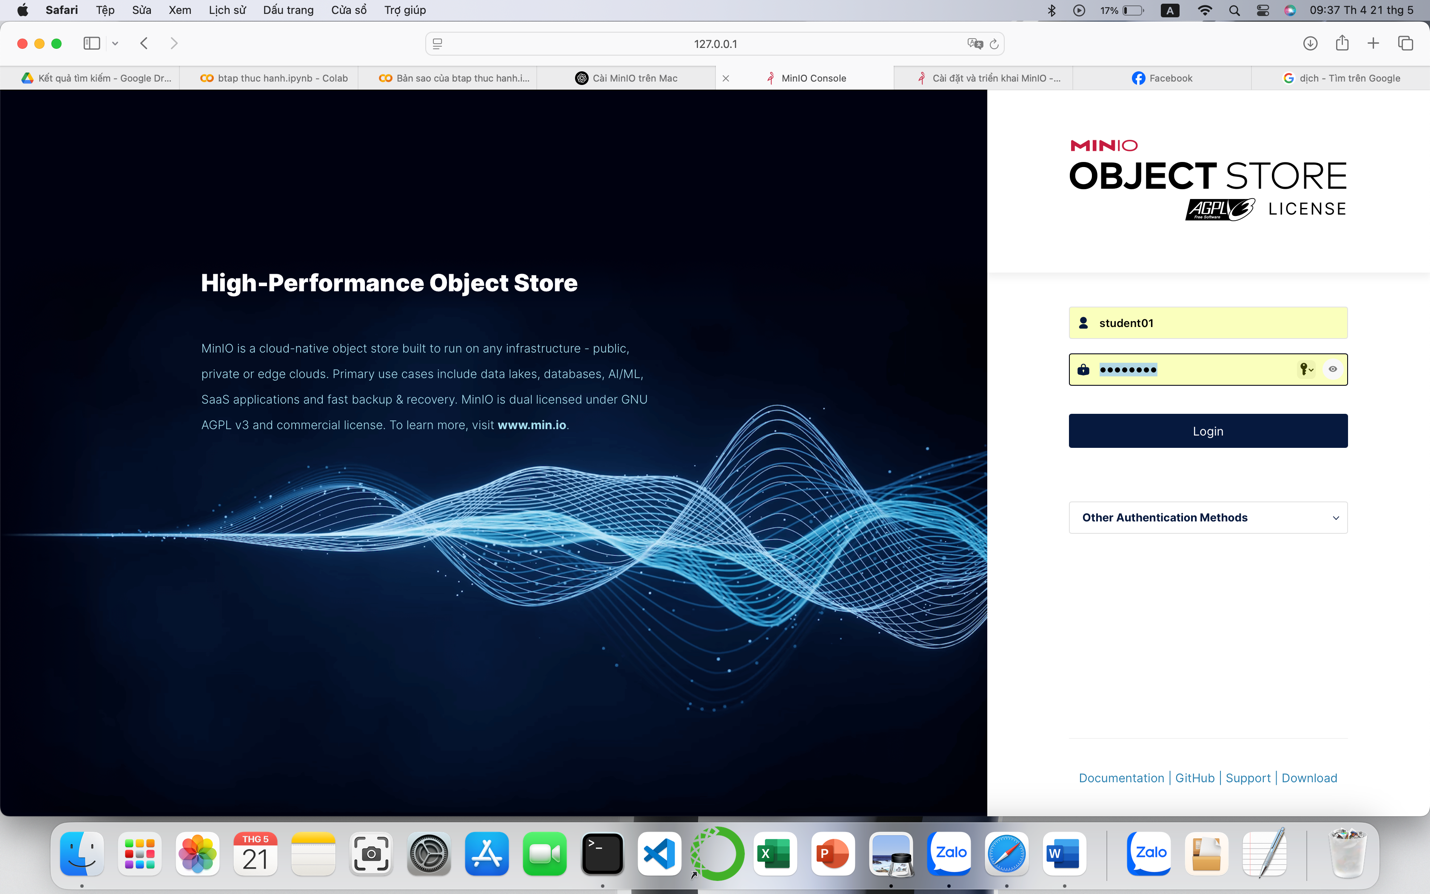 Safari Tệp Sửa Xem Lịch sử Dấu trang Cửa sổ Trợ giúp 17% A 09:37 Th 4 21 thg 5
127.0.0.1
Kết quả tìm kiếm - Google Dr... btap thuc hanh.ipynb - Colab Bản sao của btap thuc hanh.i... Cài MinIO trên Mac MinIO Console Cài đặt và triển khai MinIO -... Facebook dịch - Tìm trên Google
MINIO
OBJECT STORE
AGPL v3 Free Software LICENSE
High-Performance Object Store
MinIO is a cloud-native object store built to run on any infrastructure - public,
private or edge clouds. Primary use cases include data lakes, databases, AI/ML,
SaaS applications and fast backup & recovery. MinIO is dual licensed under GNU
AGPL v3 and commercial license. To learn more, visit www.min.io.
student01
••••••••
Login
Other Authentication Methods
Documentation | GitHub | Support | Download
THG 5
21
>_
X
P
Zalo
W
Zalo